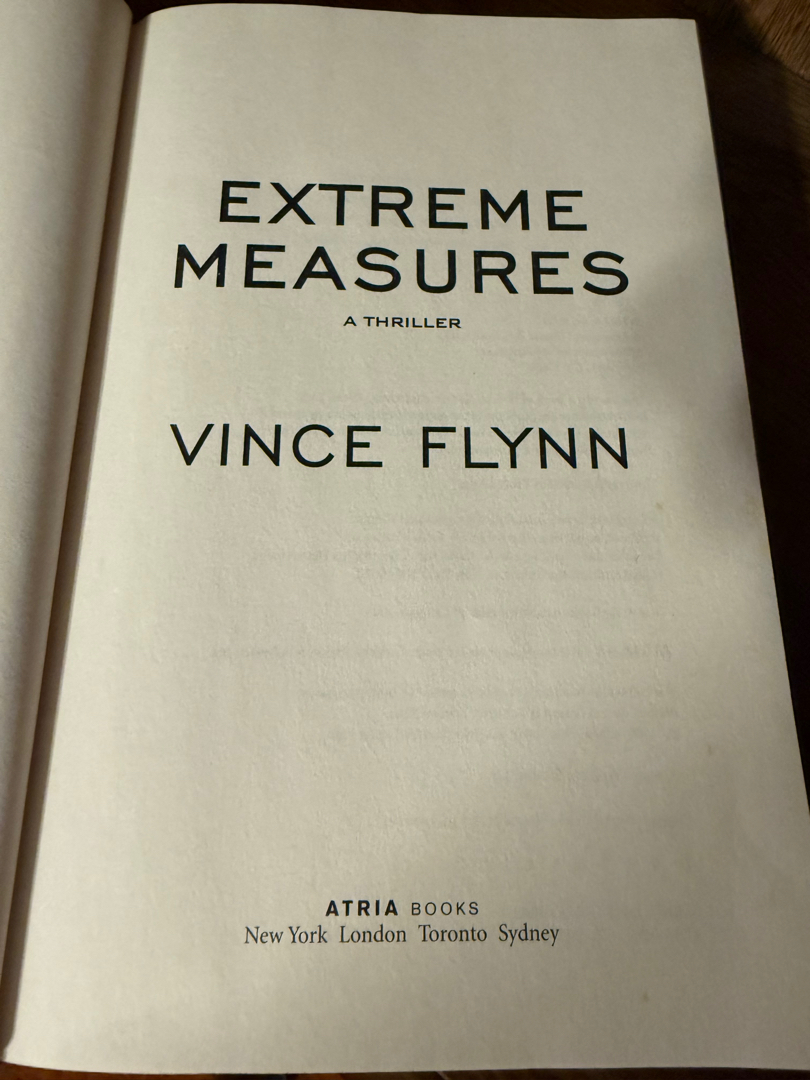 EXTREME
MEASURES
A THRILLER
VINCE FLYNN
ATRIA BOOKS
New York London Toronto Sydney